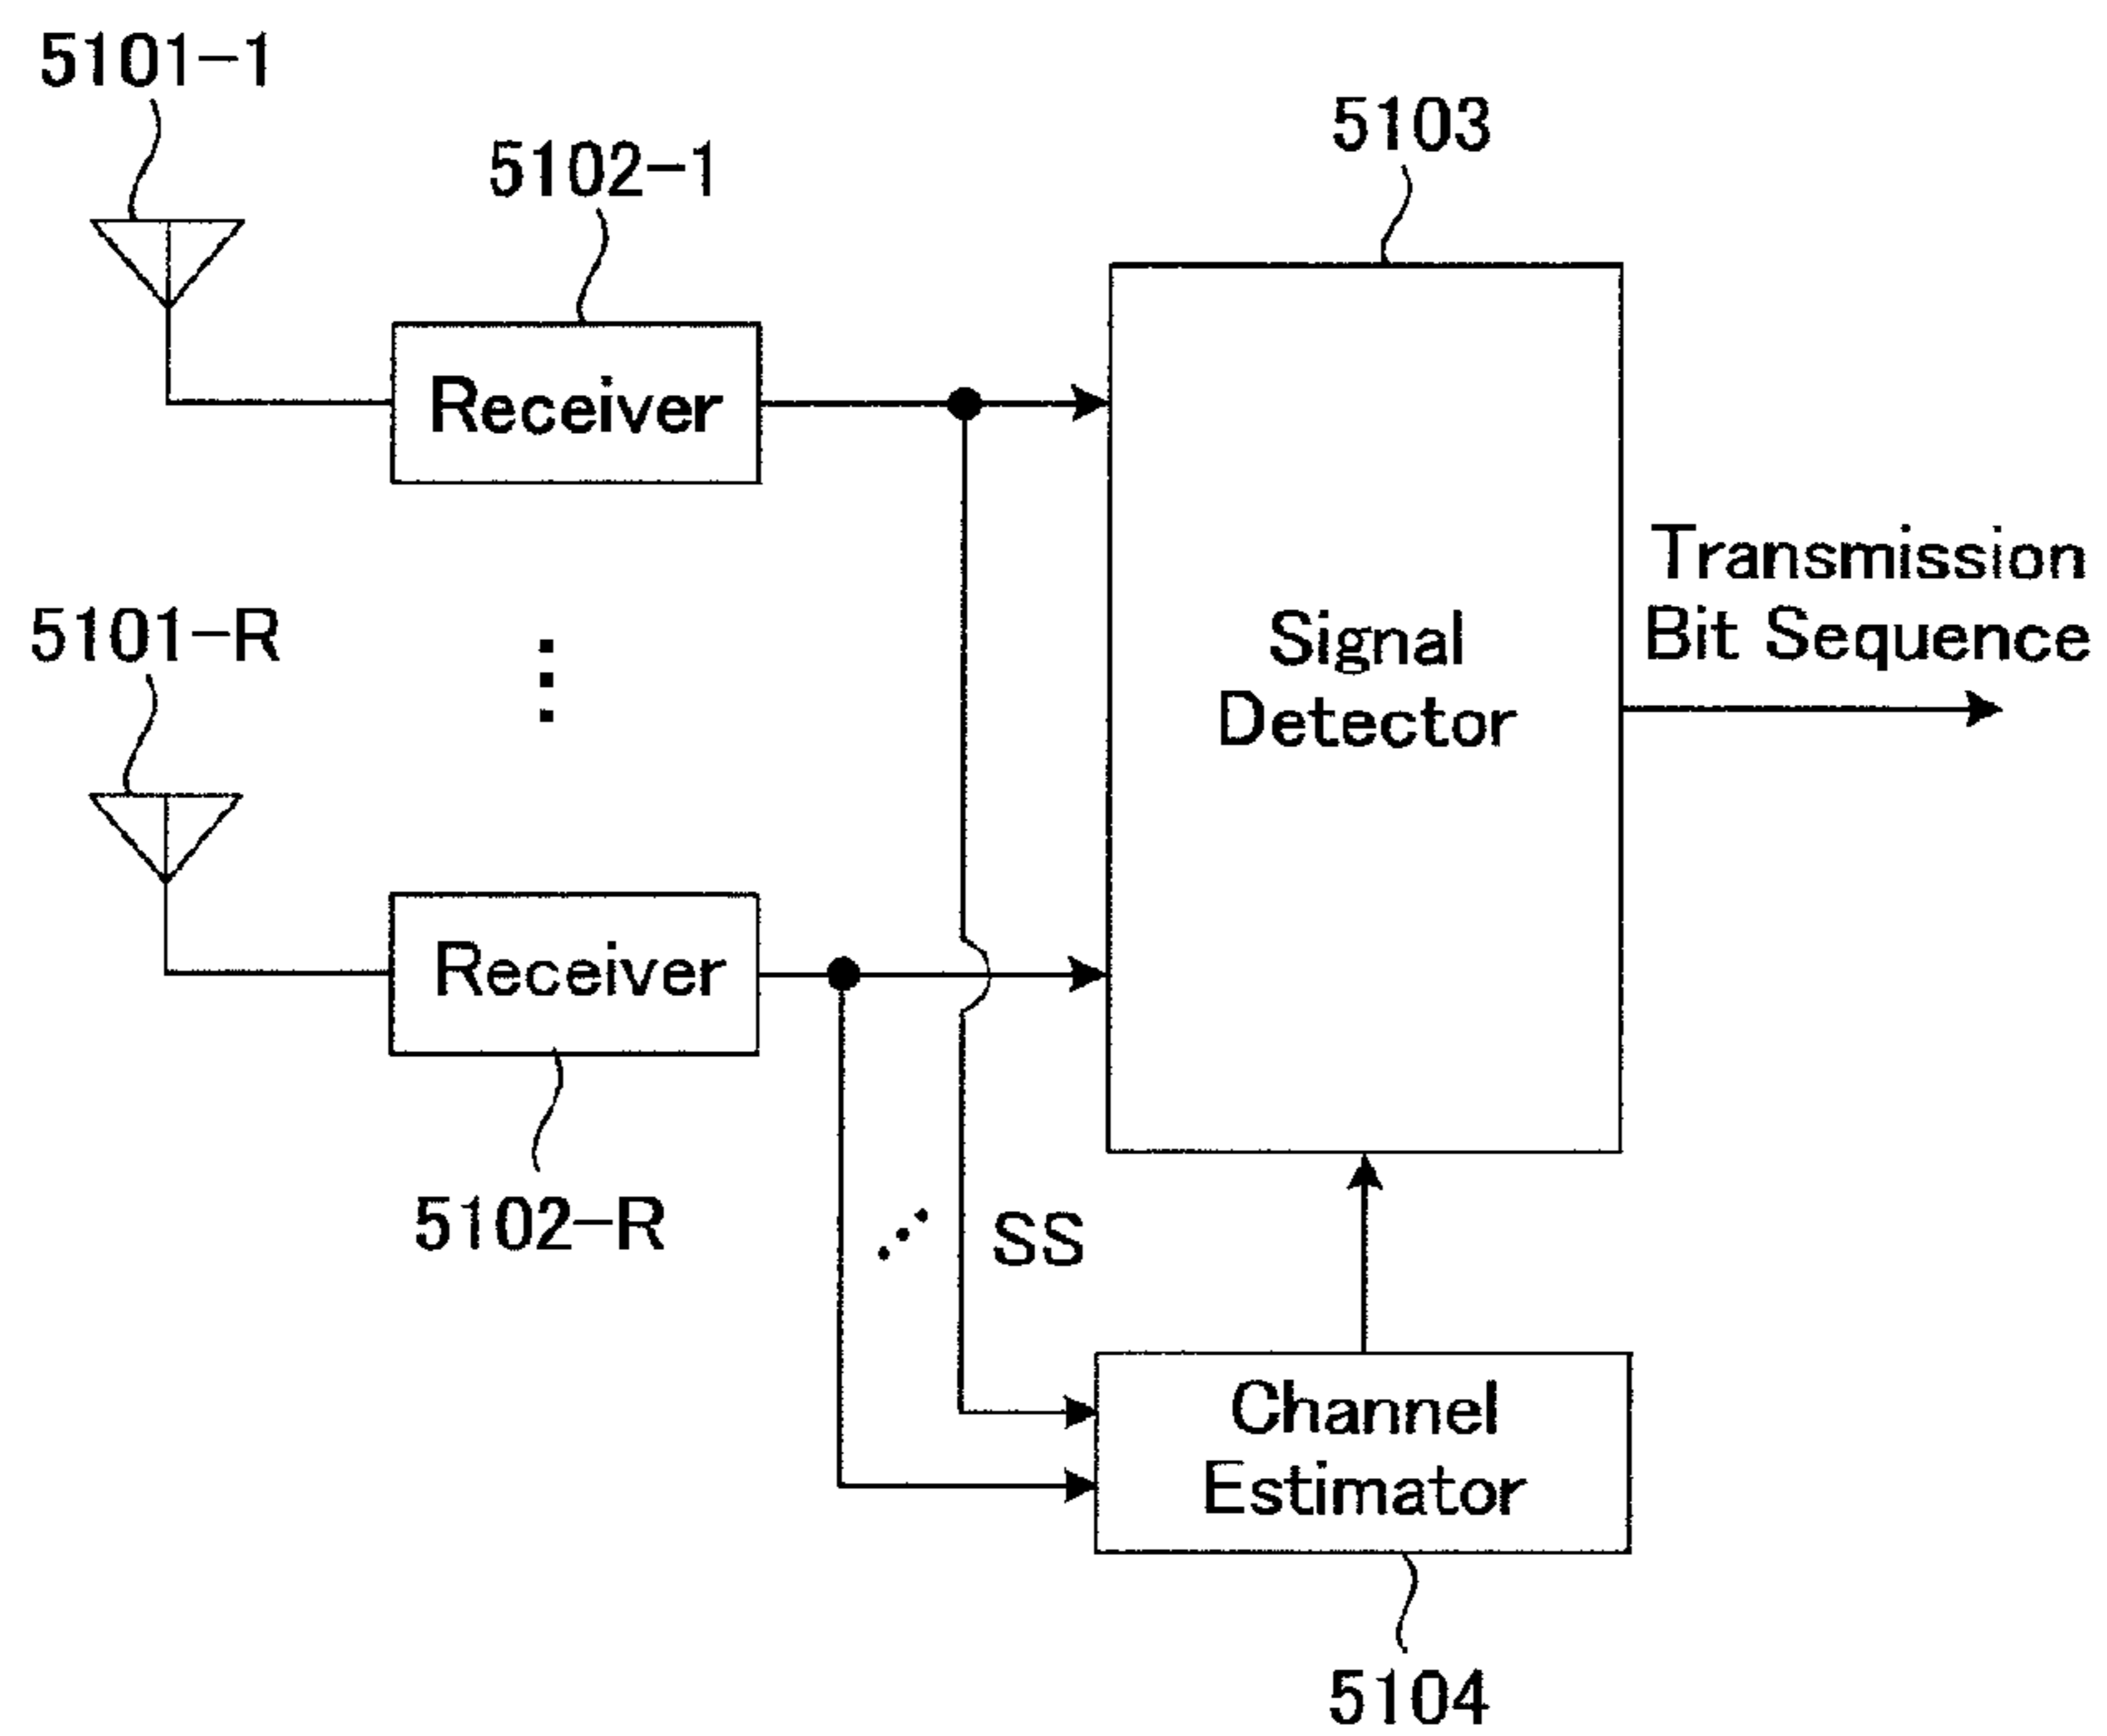 5101-1
5102-1
5103
Receiver
Transmission
Bit Sequence
5101-R
Signal
Detector
Receiver
5102-R
SS
Channel
Estimator
5104